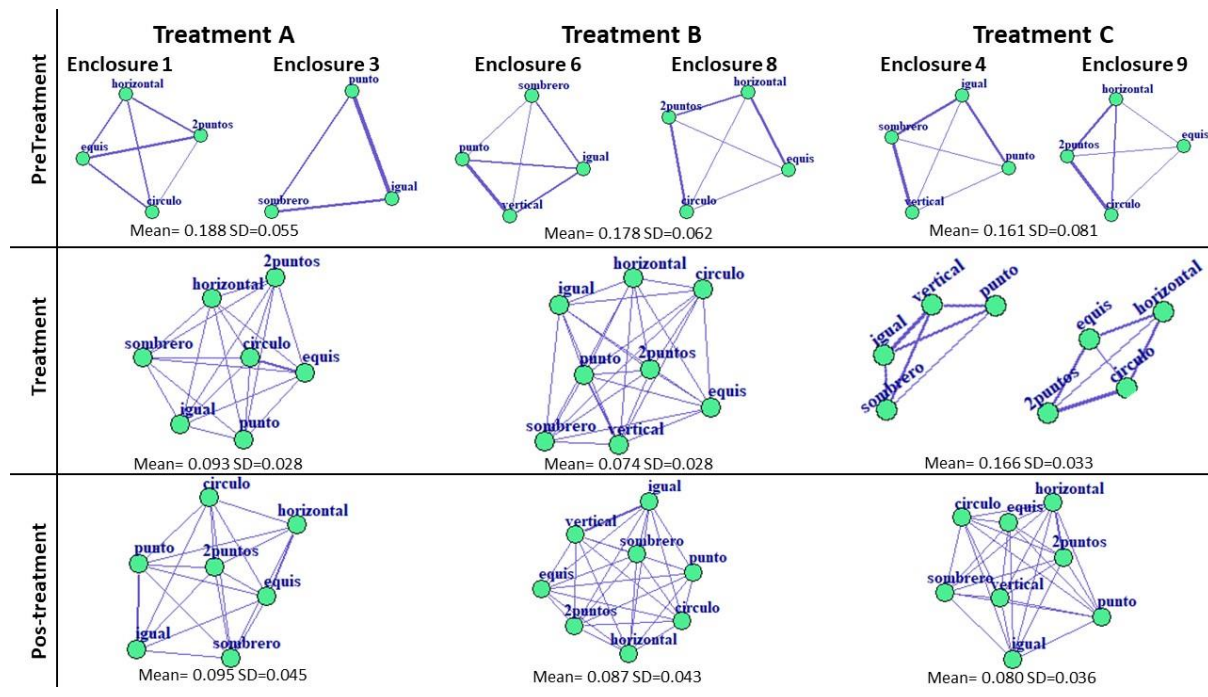 Treatment A
Treatment B
Treatment C
PreTreatment
Enclosure 1
Enclosure 3
Enclosure 6
Enclosure 8
Enclosure 4
Enclosure 9
horizontal
2puntos
equis
circulo
punto
sombrero
igual
sombrero
punto
igual
vertical
horizontal
2puntos
equis
circulo
igual
sombrero
punto
vertical
horizontal
equis
2puntos
circulo
Mean= 0.188 SD=0.055
Mean= 0.178 SD=0.062
Mean= 0.161 SD=0.081
Treatment
2puntos
horizontal
sombrero
circulo
equis
igual
punto
horizontal
igual
circulo
punto
2puntos
equis
sombrero
vertical
vertical
punto
igual
sombrero
horizontal
equis
circulo
2puntos
Mean= 0.093 SD=0.028
Mean= 0.074 SD=0.028
Mean= 0.166 SD=0.033
Pos-treatment
circulo
horizontal
punto
2puntos
equis
igual
sombrero
igual
vertical
sombrero
punto
equis
2puntos
circulo
horizontal
horizontal
circulo
equis
2puntos
sombrero
vertical
punto
igual
Mean= 0.095 SD=0.045
Mean= 0.087 SD=0.043
Mean= 0.080 SD=0.036